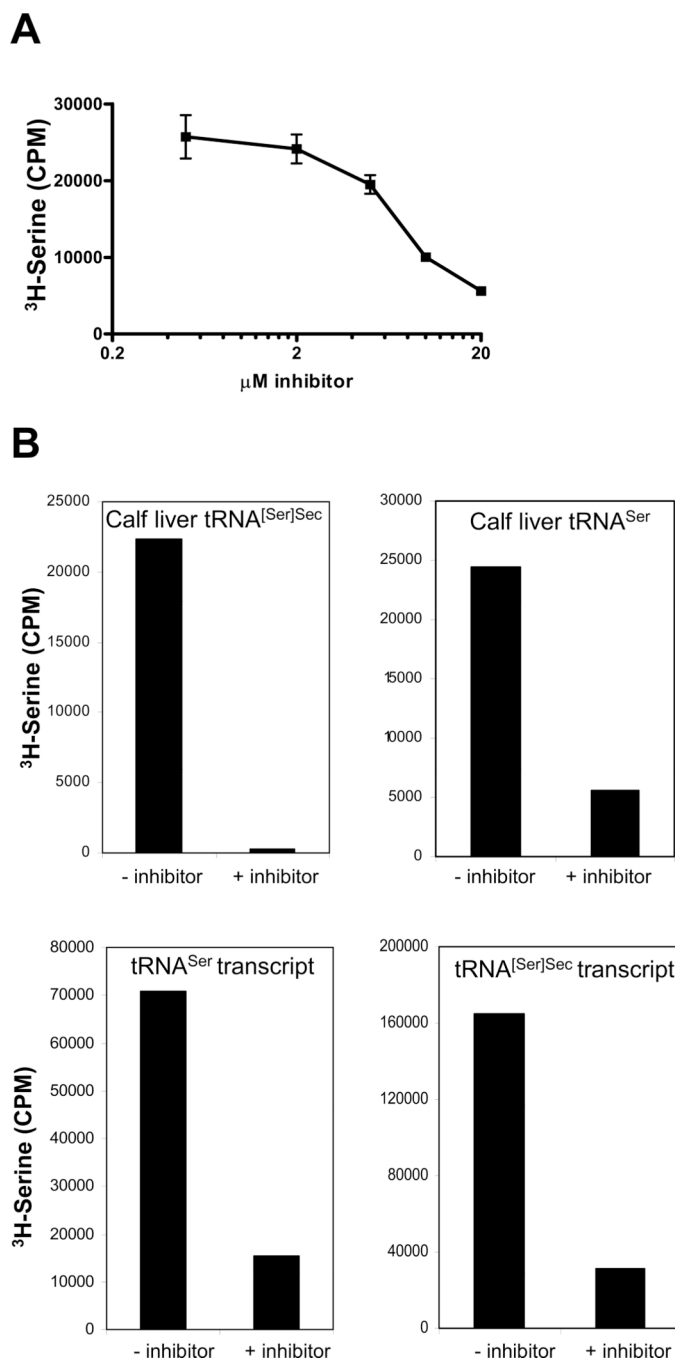 A
30000
20000
10000
0
³H-Serine (CPM)
0.2 2 20
μM inhibitor
B
Calf liver tRNA[Ser]Sec
25000
20000
15000
10000
5000
0
³H-Serine (CPM)
- inhibitor + inhibitor
Calf liver tRNASer
30000
25000
20000
15000
10000
5000
0
- inhibitor + inhibitor
tRNASer transcript
80000
70000
60000
50000
40000
30000
20000
10000
0
³H-Serine (CPM)
- inhibitor + inhibitor
tRNA[Ser]Sec transcript
200000
160000
120000
80000
40000
0
- inhibitor + inhibitor